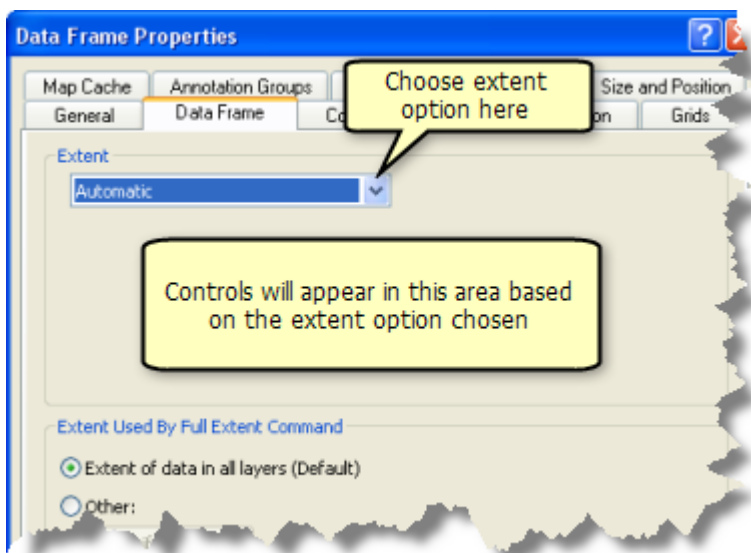 Data Frame Properties
Map Cache Annotation Groups Size and Position
General Data Frame Grids
Choose extent
option here
Extent
Automatic
Controls will appear in this area based
on the extent option chosen
Extent Used By Full Extent Command
Extent of data in all layers (Default)
Other: